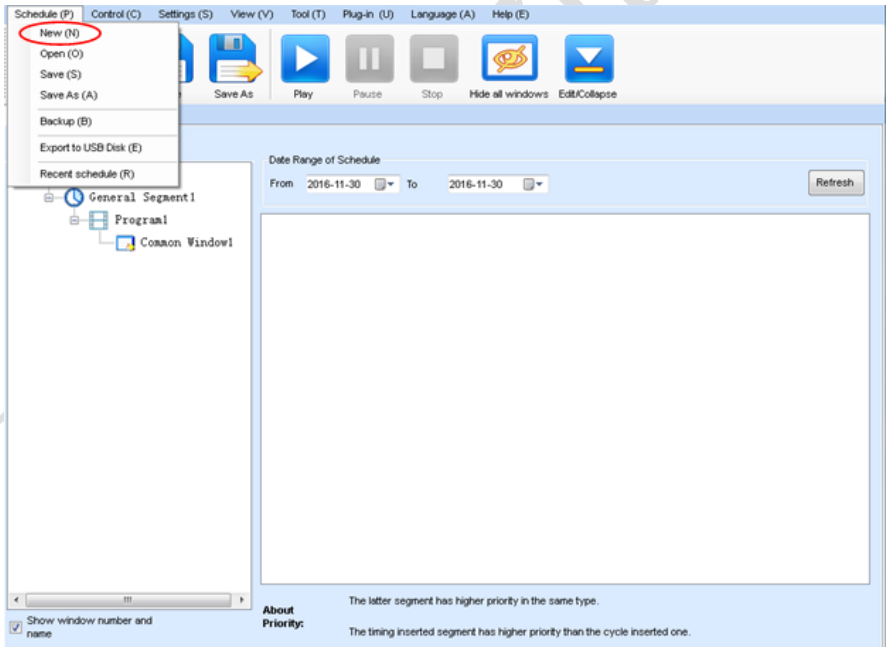 Schedule (P) Control (C) Settings (S) View (V) Tool (T) Plug-in (U) Language (A) Help (E)
New (N)
Open (O)
Save (S)
Save As (A)
Backup (B)
Export to USB Disk (E)
Recent schedule (R)
Save As Play Pause Stop Hide all windows Edit/Collapse
Date Range of Schedule
From 2016-11-30 To 2016-11-30 Refresh
General Segment1
Program1
Common Window1
Show window number and
name
About
Priority:
The latter segment has higher priority in the same type.
The timing inserted segment has higher priority than the cycle inserted one.